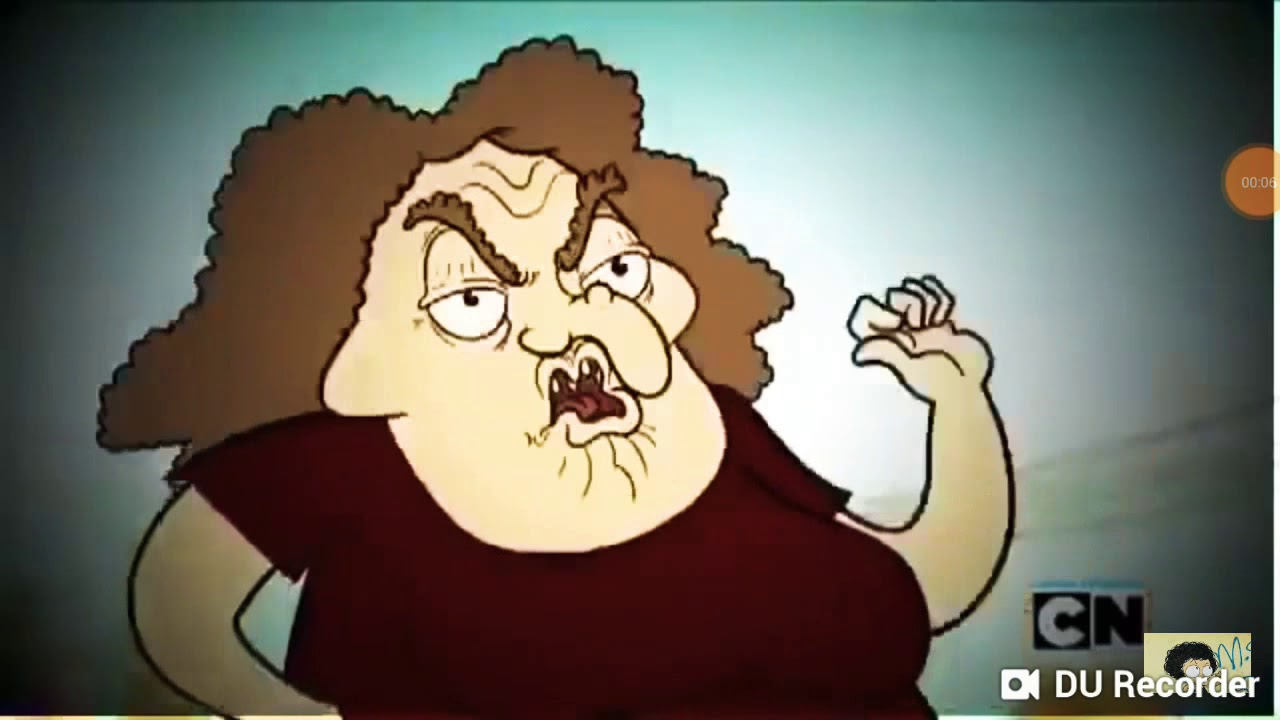 00:06
CN
M.
DU Recorder